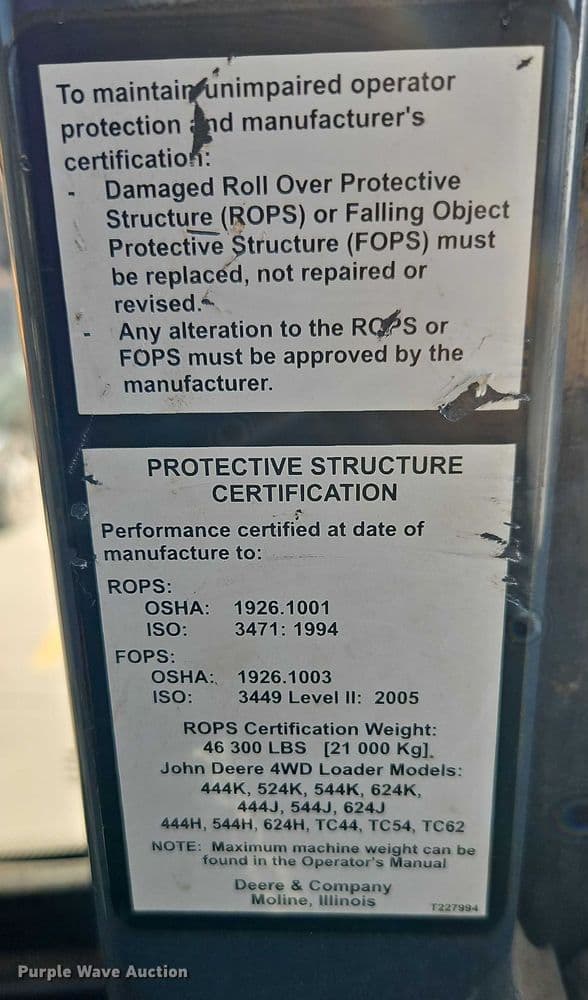 To maintain unimpaired operator
protection and manufacturer's
certification:
- Damaged Roll Over Protective
Structure (ROPS) or Falling Object
Protective Structure (FOPS) must
be replaced, not repaired or
revised.
- Any alteration to the ROPS or
FOPS must be approved by the
manufacturer.
PROTECTIVE STRUCTURE
CERTIFICATION
Performance certified at date of
manufacture to:
ROPS:
OSHA: 1926.1001
ISO: 3471: 1994
FOPS:
OSHA: 1926.1003
ISO: 3449 Level II: 2005
ROPS Certification Weight:
46 300 LBS [21 000 Kg].
John Deere 4WD Loader Models:
444K, 524K, 544K, 624K,
444J, 544J, 624J
444H, 544H, 624H, TC44, TC54, TC62
NOTE: Maximum machine weight can be
found in the Operator's Manual
Deere & Company
Moline, Illinois
T227994
Purple Wave Auction